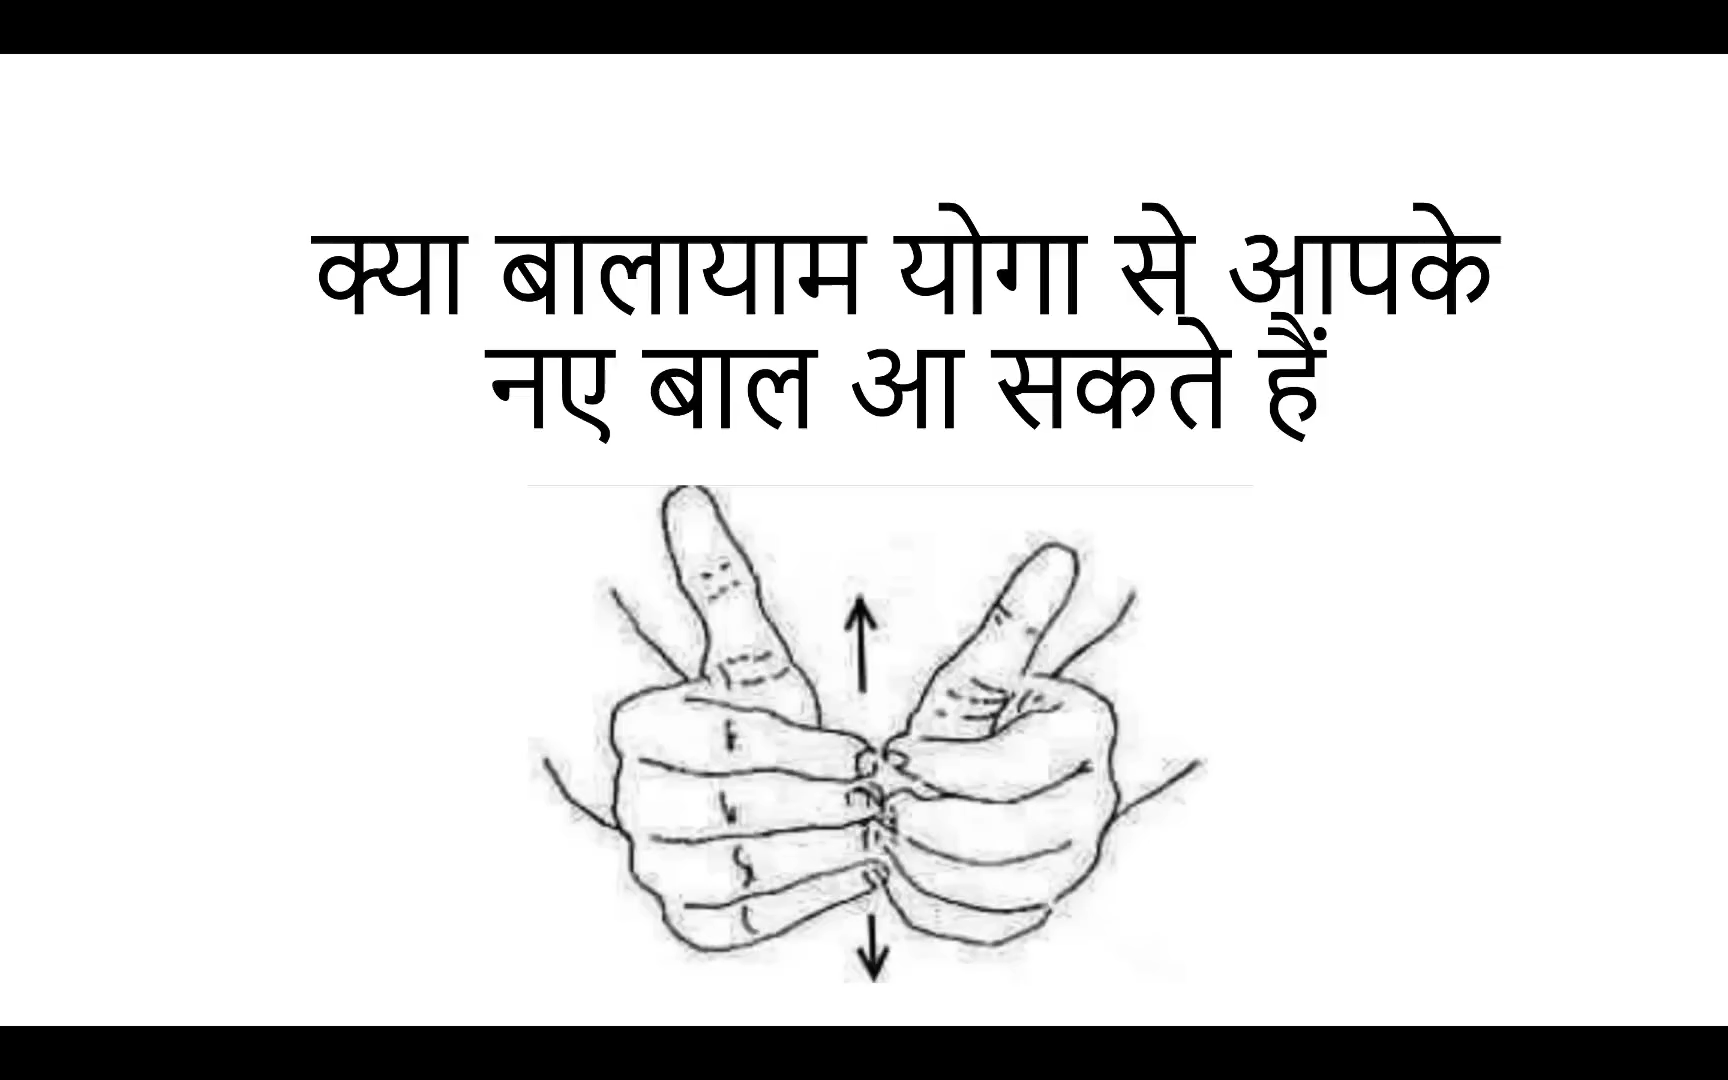 क्या बालायाम योगा से आपके
नए बाल आ सकते हैं